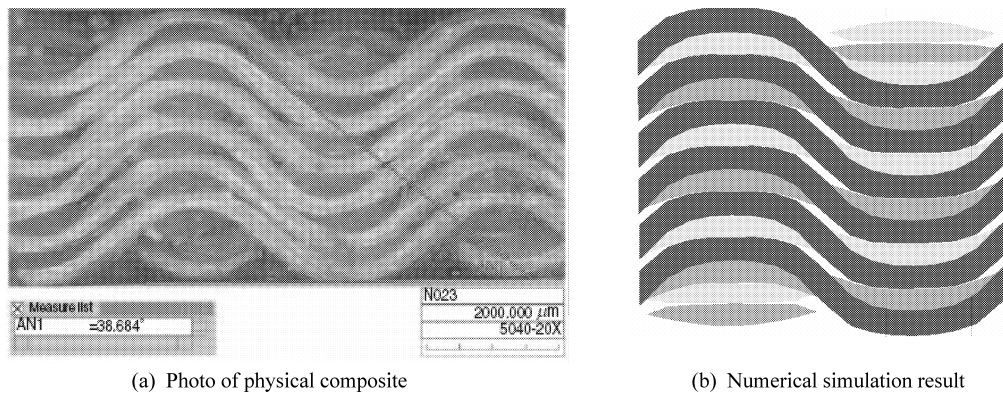 N023
2000.000 μm
5040-20X
Measure list
AN1 =38.684°
(a) Photo of physical composite
(b) Numerical simulation result